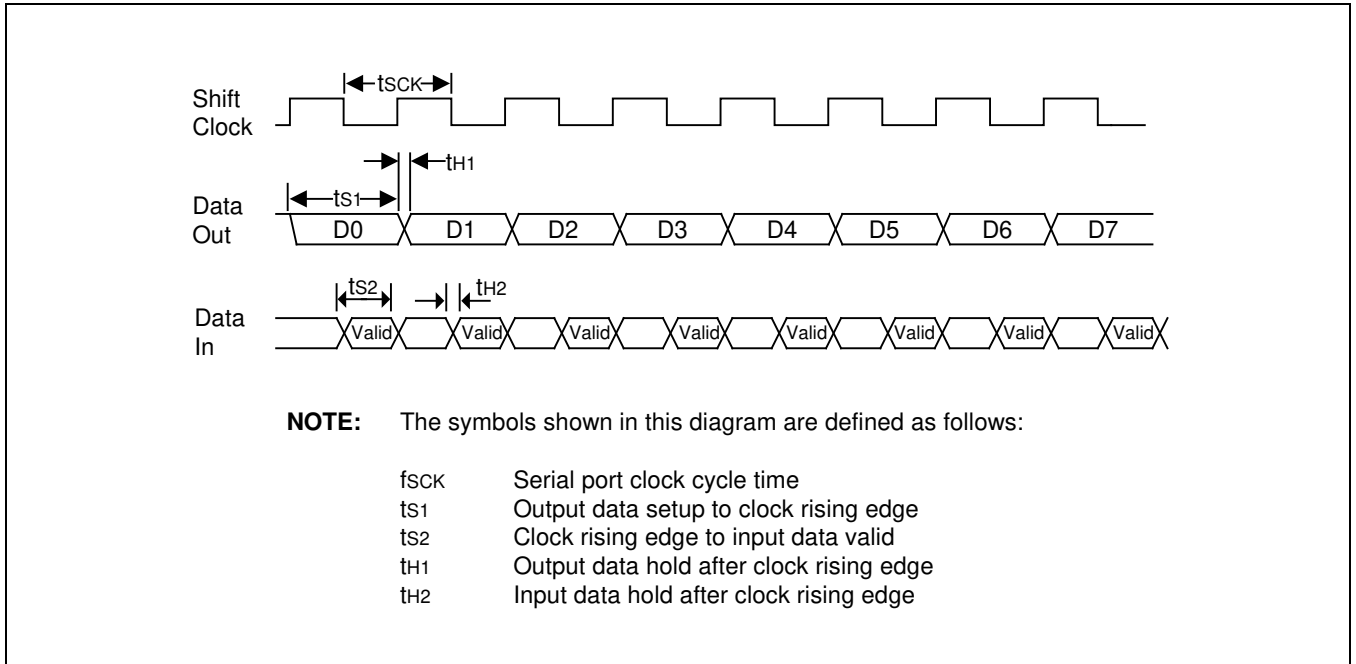 tSCK
Shift
Clock
tH1
tS1
Data
Out
D0 D1 D2 D3 D4 D5 D6 D7
tS2 tH2
Data
In
Valid Valid Valid Valid Valid Valid Valid Valid
NOTE: The symbols shown in this diagram are defined as follows:
fSCK Serial port clock cycle time
tS1 Output data setup to clock rising edge
tS2 Clock rising edge to input data valid
tH1 Output data hold after clock rising edge
tH2 Input data hold after clock rising edge